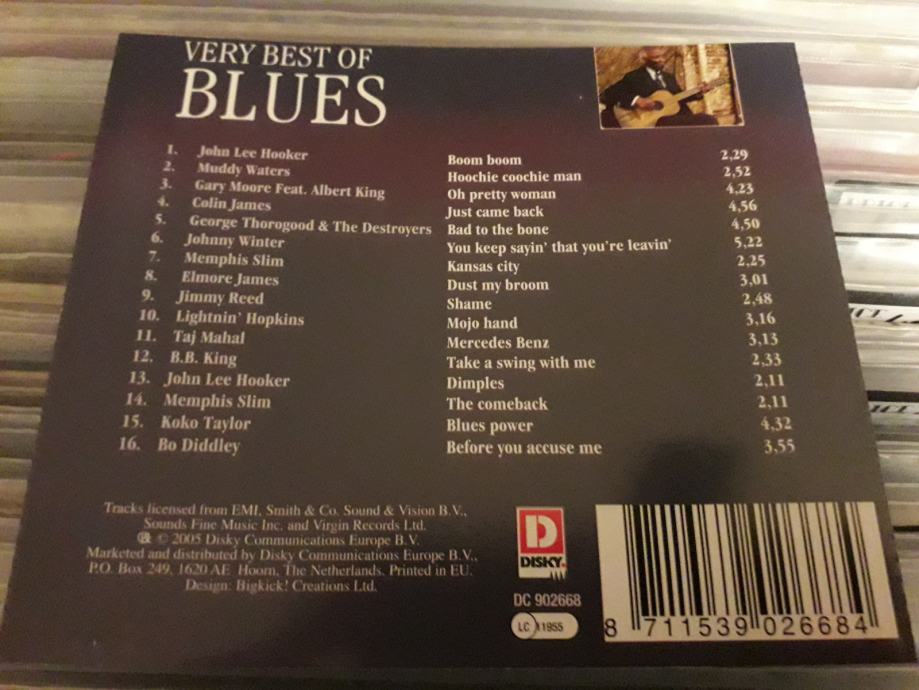 VERY BEST OF
BLUES
1. John Lee Hooker Boom boom 2,29
2. Muddy Waters Hoochie coochie man 2,52
3. Gary Moore Feat. Albert King Oh pretty woman 4,23
4. Colin James Just came back 4,56
5. George Thorogood & The Destroyers Bad to the bone 4,50
6. Johnny Winter You keep sayin' that you're leavin' 5,22
7. Memphis Slim Kansas city 2,25
8. Elmore James Dust my broom 3,01
9. Jimmy Reed Shame 2,48
10. Lightnin' Hopkins Mojo hand 3,16
11. Taj Mahal Mercedes Benz 3,13
12. B.B. King Take a swing with me 2,33
13. John Lee Hooker Dimples 2,11
14. Memphis Slim The comeback 2,11
15. Koko Taylor Blues power 4,32
16. Bo Diddley Before you accuse me 3,55
Tracks licensed from EMI, Smith & Co. Sound & Vision B.V.,
Sounds Fine Music Inc. and Virgin Records Ltd.
℗ © 2005 Disky Communications Europe B.V.
Marketed and distributed by Disky Communications Europe B.V.,
P.O. Box 249, 1620 AE Hoorn, The Netherlands. Printed in EU.
Design: Bigkick! Creations Ltd.
D
DISKY.
DC 902668
LC 11955
8 711539 026684